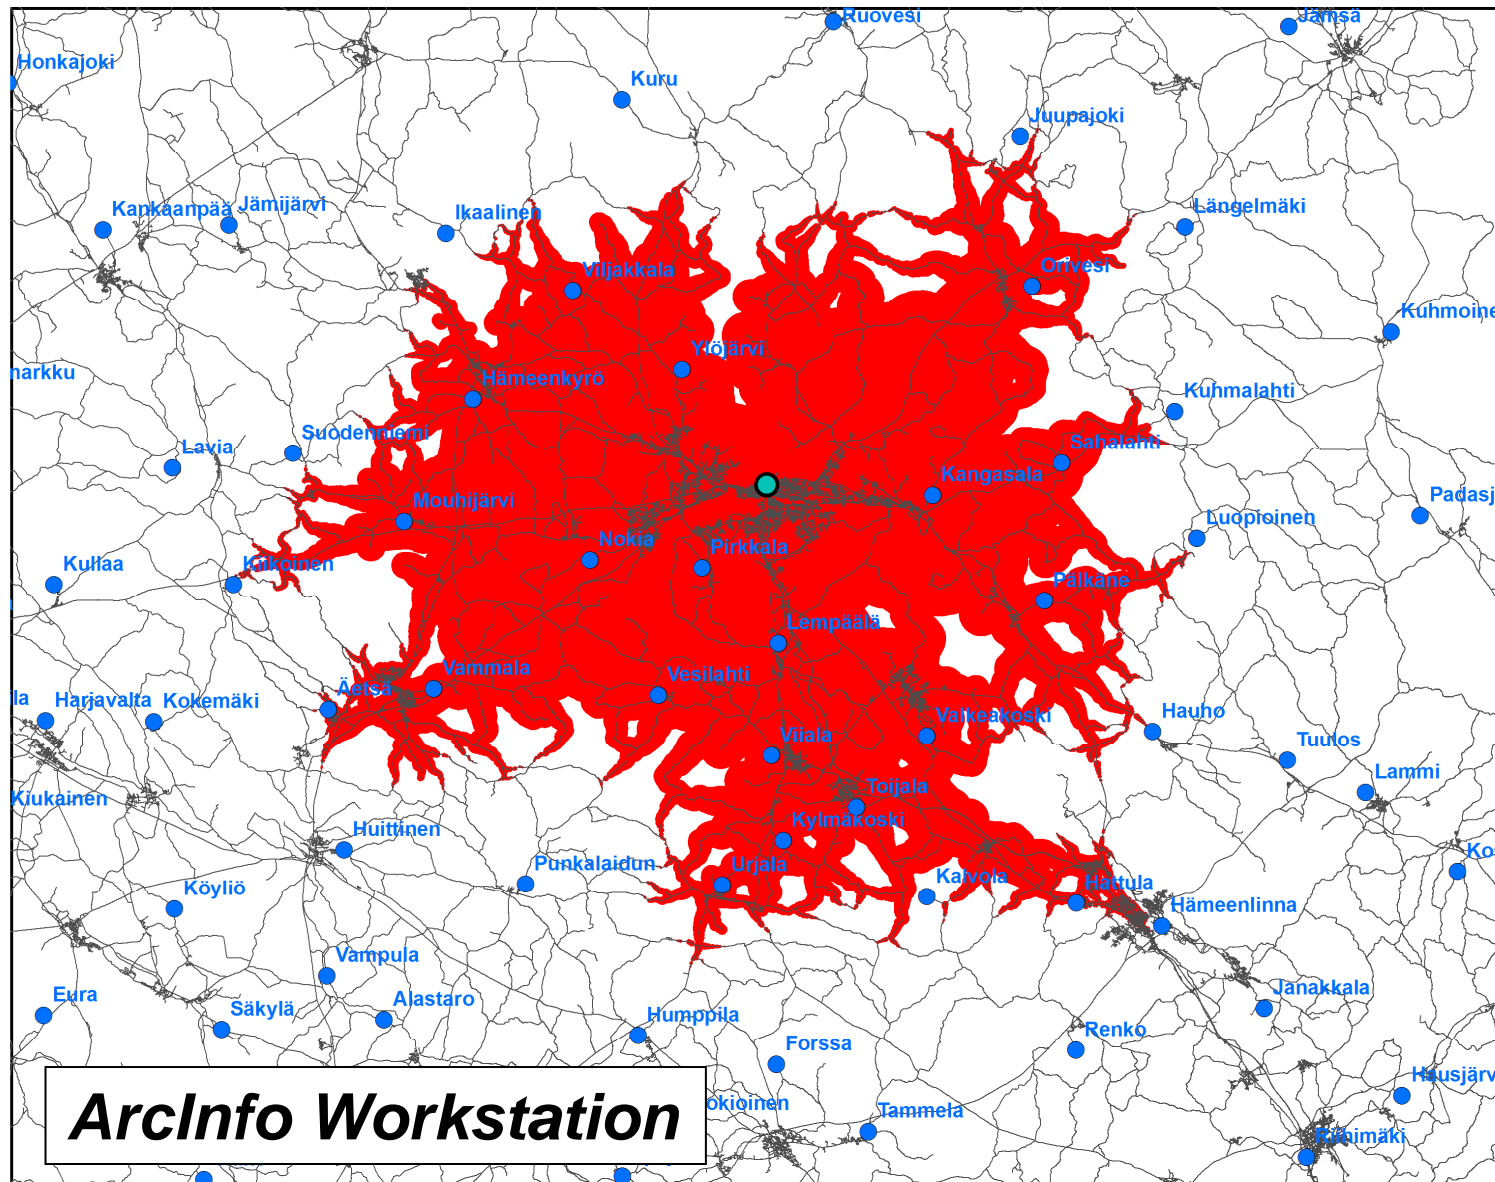 Ruovesi
Jämsä
Honkajoki
Kuru
Juupajoki
Kankaanpää
Jämijärvi
Ikaalinen
Längelmäki
Viljakkala
Orivesi
Kuhmoine
Ylöjärvi
narkku
Hämeenkyrö
Kuhmalahti
Suodenniemi
Lavia
Sahalahti
Kangasala
Mouhijärvi
Padasj
Luopioinen
Nokia
Pirkkala
Kullaa
Kiikoinen
Pälkäne
Lempäälä
Vammala
Vesilahti
Äetsä
ila
Harjavalta
Kokemäki
Valkeakoski
Hauho
Viiala
Tuulos
Lammi
Toijala
Kiukainen
Kylmäkoski
Huittinen
Punkalaidun
Urjala
Kos
Köyliö
Kalvola
Hattula
Hämeenlinna
Vampula
Eura
Säkylä
Alastaro
Janakkala
Humppila
Renko
Forssa
Hausjärv
okioinen
Tammela
ArcInfo Workstation
Riihimäki